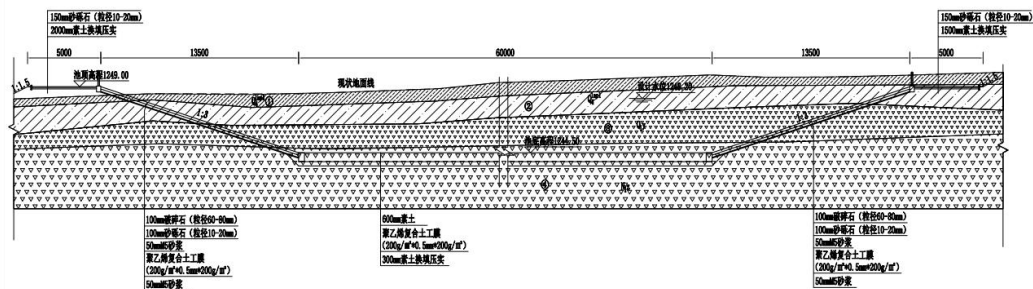 150mm砂砾石（粒径10-20mm）
2000mm素土换填压实
150mm砂砾石（粒径10-20mm）
1500mm素土换填压实
5000
13500
60000
13500
5000
1:1.5
池顶高程1249.00
现状地面线
设计水位1248.30
1:1.5
①
②
③
1:3
1:3
池底高程1244.50
④
100mm破碎石（粒径60-80mm）
100mm砂砾石（粒径10-20mm）
50mmM5砂浆
聚乙烯复合土工膜
(200g/m²*0.5mm*200g/m²)
50mmM5砂浆
600mm素土
聚乙烯复合土工膜
(200g/m²*0.5mm*200g/m²)
300mm素土换填压实
100mm破碎石（粒径60-80mm）
100mm砂砾石（粒径10-20mm）
50mmM5砂浆
聚乙烯复合土工膜
(200g/m²*0.5mm*200g/m²)
50mmM5砂浆